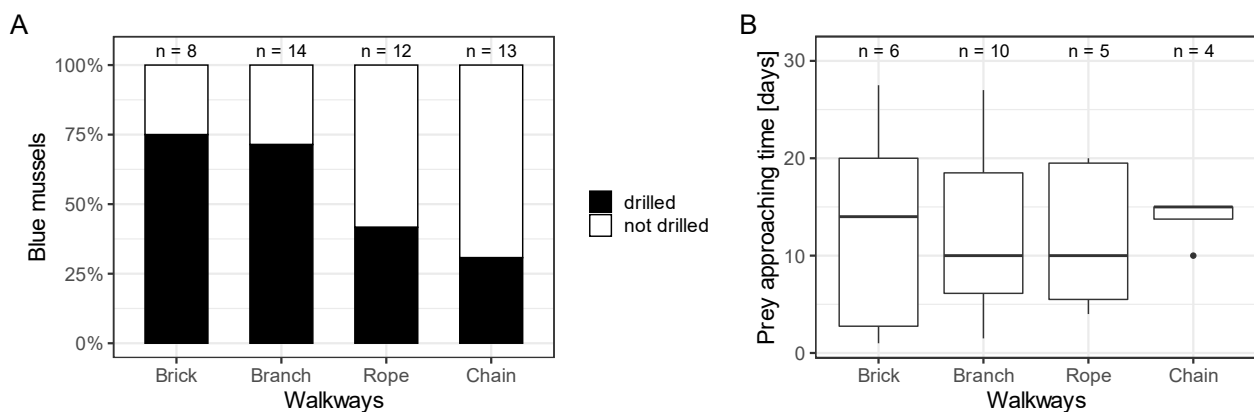 A
n = 8
n = 14
n = 12
n = 13
100%
75%
50%
25%
0%
Blue mussels
Brick
Branch
Rope
Chain
Walkways
drilled
not drilled
B
n = 6
n = 10
n = 5
n = 4
30
20
10
0
Prey approaching time [days]
Brick
Branch
Rope
Chain
Walkways